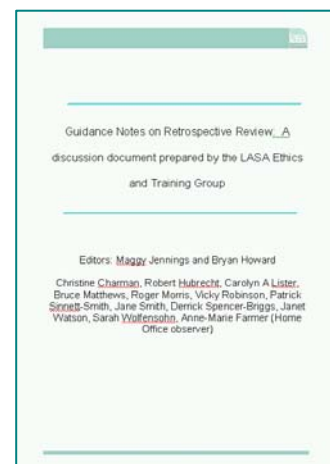 Guidance Notes on Retrospective Review: A
discussion document prepared by the LASA Ethics
and Training Group
Editors: Maggy Jennings and Bryan Howard
Christine Charman, Robert Hubrecht, Carolyn A Lister,
Bruce Matthews, Roger Morris, Vicky Robinson, Patrick
Sinnett-Smith, Jane Smith, Derrick Spencer-Briggs, Janet
Watson, Sarah Wolfensohn, Anne-Marie Farmer (Home
Office observer)